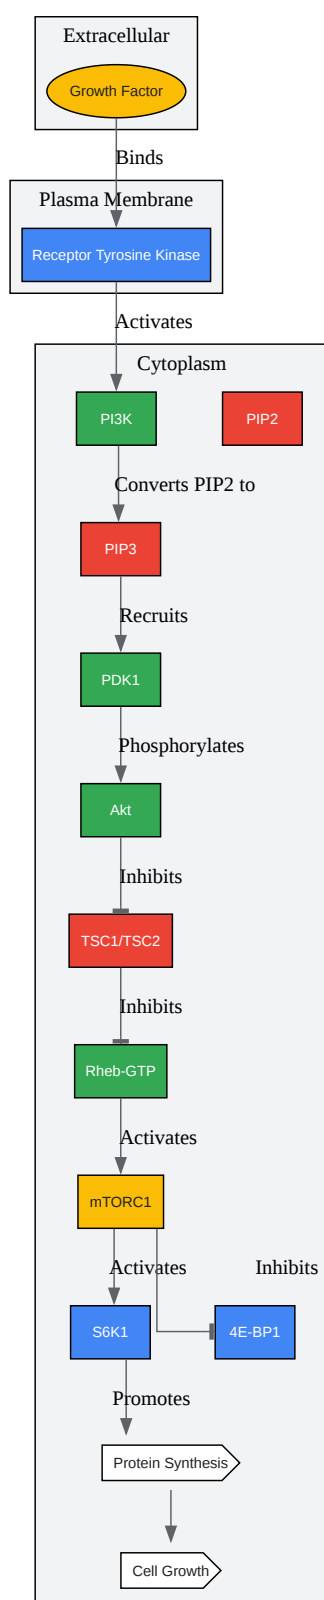 Extracellular
Growth Factor
Binds
Plasma Membrane
Receptor Tyrosine Kinase
Activates
Cytoplasm
PI3K
PIP2
Converts PIP2 to
PIP3
Recruits
PDK1
Phosphorylates
Akt
Inhibits
TSC1/TSC2
Inhibits
Rheb-GTP
Activates
mTORC1
Activates
Inhibits
S6K1
4E-BP1
Promotes
Protein Synthesis
Cell Growth